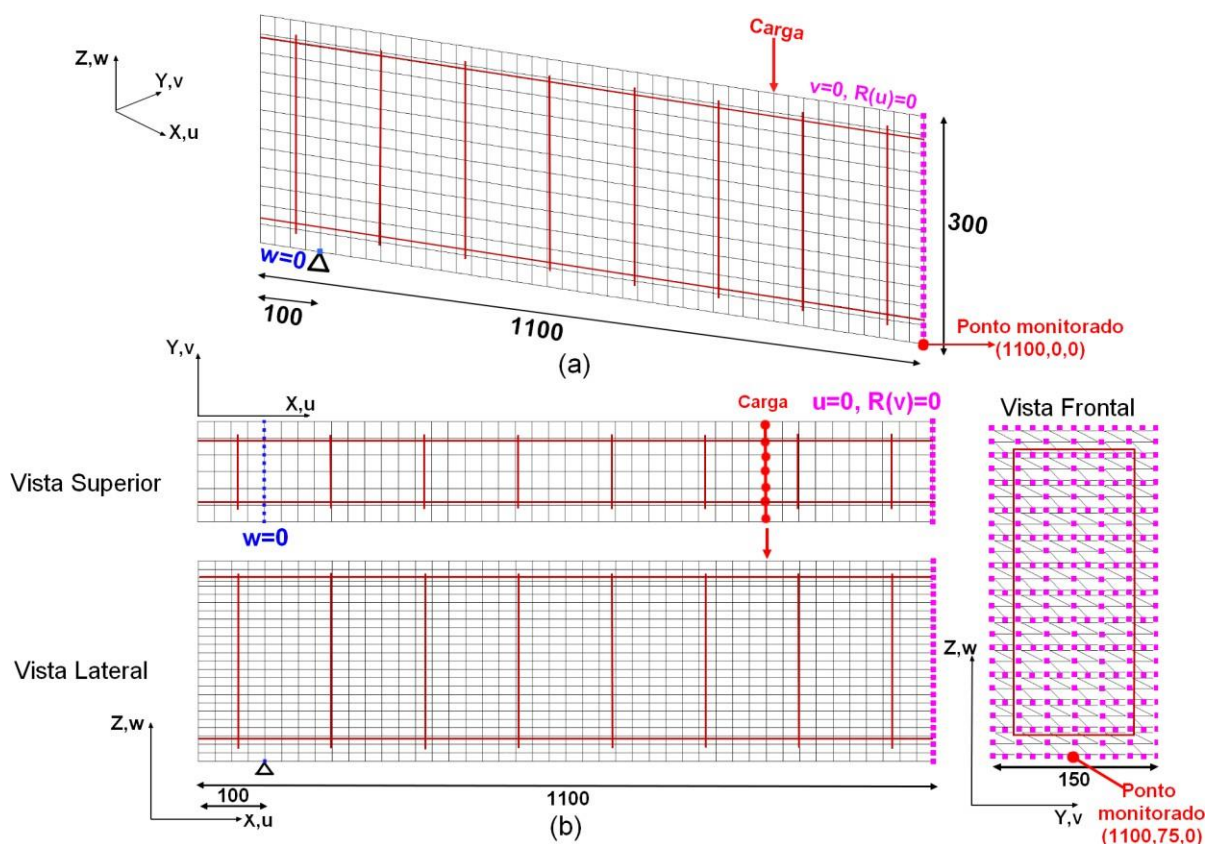 Carga
Z,w
Y,v
X,u
v=0, R(u)=0
300
w=0
100
1100
Ponto monitorado
(1100,0,0)
(a)
Y,v
X,u
Carga
u=0, R(v)=0
Vista Frontal
Vista Superior
w=0
Vista Lateral
Z,w
Z,w
100
1100
X,u
(b)
150
Y,v
Ponto
monitorado
(1100,75,0)